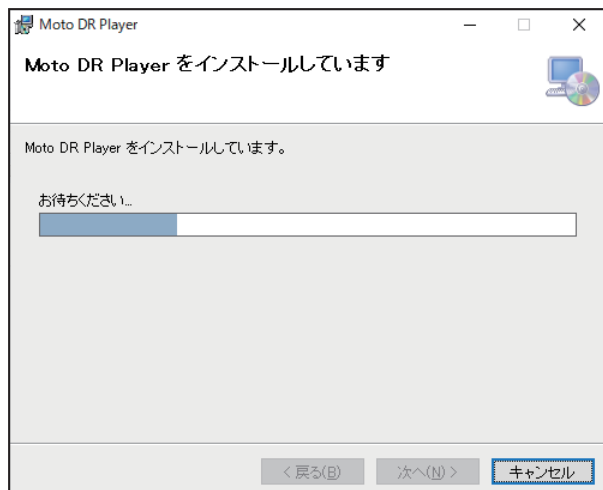 Moto DR Player
Moto DR Player をインストールしています
Moto DR Player をインストールしています。
お待ちください...
< 戻る(B)
次へ(N) >
キャンセル